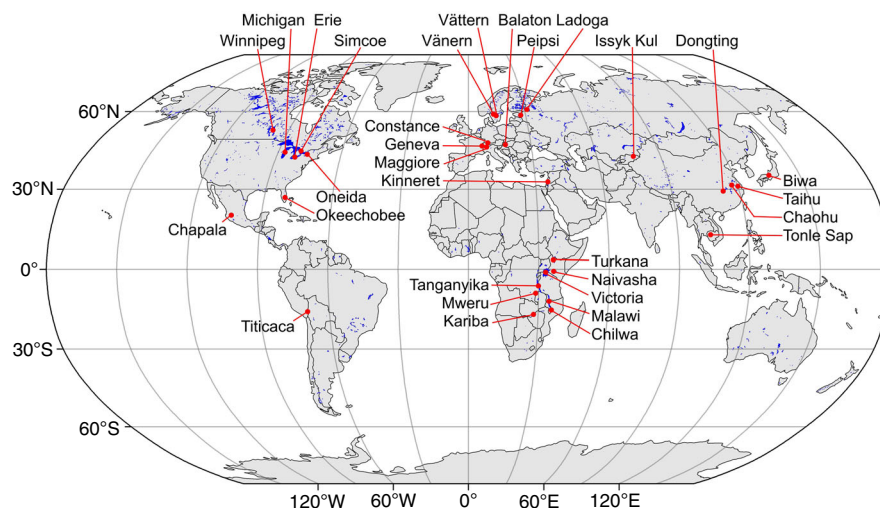 Michigan Erie Vättern Balaton Ladoga
Winnipeg Simcoe Vänern Peipsi Issyk Kul Dongting
60°N
Constance
Geneva
Maggiore
Kinneret
30°N
Biwa
Taihu
Chaohu
Tonle Sap
Oneida
Okeechobee
Chapala
0°
Turkana
Naivasha
Victoria
Malawi
Chilwa
Tanganyika
Mweru
Kariba
Titicaca
30°S
60°S
120°W 60°W 0° 60°E 120°E